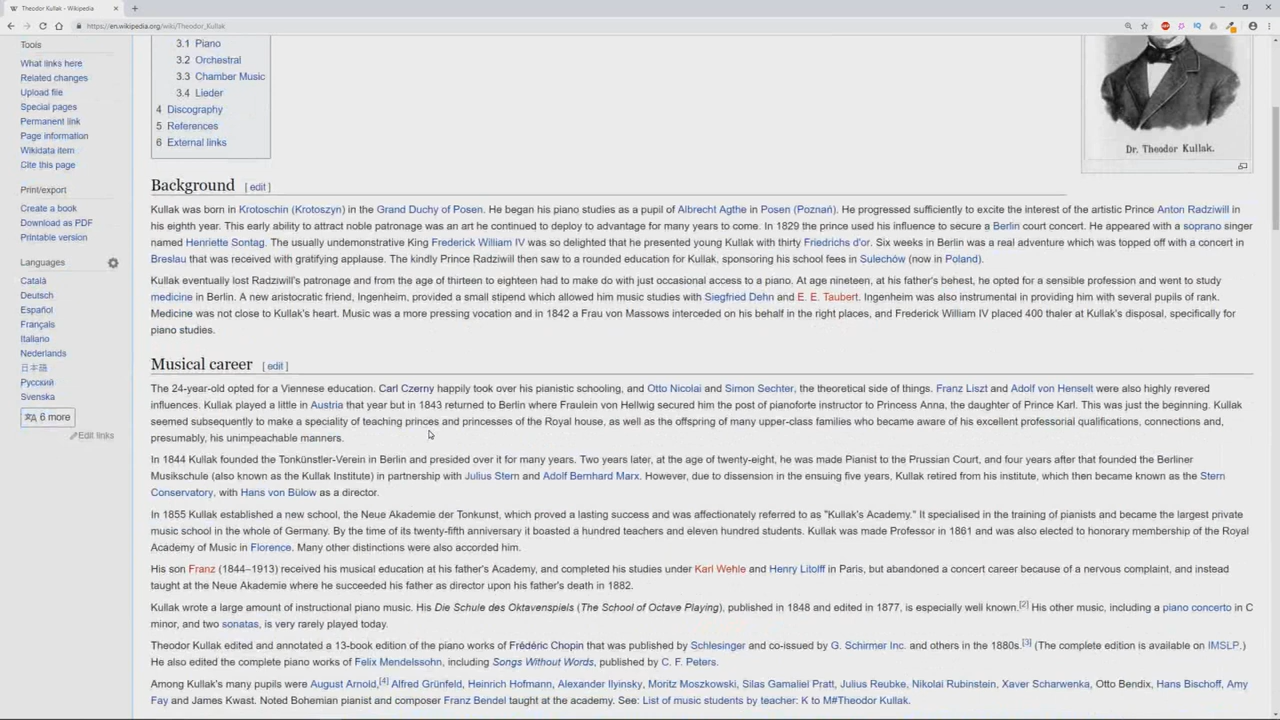 Theodor Kullak - Wikipedia
https://en.wikipedia.org/wiki/Theodor_Kullak
Tools
What links here
Related changes
Upload file
Special pages
Permanent link
Page information
Wikidata item
Cite this page
Print/export
Create a book
Download as PDF
Printable version
Languages
Català
Deutsch
Español
Français
Italiano
Nederlands
日本語
Русский
Svenska
6 more
Edit links
3.1 Piano
3.2 Orchestral
3.3 Chamber Music
3.4 Lieder
4 Discography
5 References
6 External links
Dr. Theodor Kullak.
Background [ edit ]
Kullak was born in Krotoschin (Krotoszyn) in the Grand Duchy of Posen. He began his piano studies as a pupil of Albrecht Agthe in Posen (Poznań). He progressed sufficiently to excite the interest of the artistic Prince Anton Radziwill in
his eighth year. This early ability to attract noble patronage was an art he continued to deploy to advantage for many years to come. In 1829 the prince used his influence to secure a Berlin court concert. He appeared with a soprano singer
named Henriette Sontag. The usually undemonstrative King Frederick William IV was so delighted that he presented young Kullak with thirty Friedrichs d'or. Six weeks in Berlin was a real adventure which was topped off with a concert in
Breslau that was received with gratifying applause. The kindly Prince Radziwill then saw to a rounded education for Kullak, sponsoring his school fees in Sulechów (now in Poland).
Kullak eventually lost Radziwill's patronage and from the age of thirteen to eighteen had to make do with just occasional access to a piano. At age nineteen, at his father's behest, he opted for a sensible profession and went to study
medicine in Berlin. A new aristocratic friend, Ingenheim, provided a small stipend which allowed him music studies with Siegfried Dehn and E. E. Taubert. Ingenheim was also instrumental in providing him with several pupils of rank.
Medicine was not close to Kullak's heart. Music was a more pressing vocation and in 1842 a Frau von Massows interceded on his behalf in the right places, and Frederick William IV placed 400 thaler at Kullak's disposal, specifically for
piano studies.
Musical career [ edit ]
The 24-year-old opted for a Viennese education. Carl Czerny happily took over his pianistic schooling, and Otto Nicolai and Simon Sechter, the theoretical side of things. Franz Liszt and Adolf von Henselt were also highly revered
influences. Kullak played a little in Austria that year but in 1843 returned to Berlin where Fraulein von Hellwig secured him the post of pianoforte instructor to Princess Anna, the daughter of Prince Karl. This was just the beginning. Kullak
seemed subsequently to make a speciality of teaching princes and princesses of the Royal house, as well as the offspring of many upper-class families who became aware of his excellent professorial qualifications, connections and,
presumably, his unimpeachable manners.
In 1844 Kullak founded the Tonkünstler-Verein in Berlin and presided over it for many years. Two years later, at the age of twenty-eight, he was made Pianist to the Prussian Court, and four years after that founded the Berliner
Musikschule (also known as the Kullak Institute) in partnership with Julius Stern and Adolf Bernhard Marx. However, due to dissension in the ensuing five years, Kullak retired from his institute, which then became known as the Stern
Conservatory, with Hans von Bülow as a director.
In 1855 Kullak established a new school, the Neue Akademie der Tonkunst, which proved a lasting success and was affectionately referred to as "Kullak's Academy." It specialised in the training of pianists and became the largest private
music school in the whole of Germany. By the time of its twenty-fifth anniversary it boasted a hundred teachers and eleven hundred students. Kullak was made Professor in 1861 and was also elected to honorary membership of the Royal
Academy of Music in Florence. Many other distinctions were also accorded him.
His son Franz (1844–1913) received his musical education at his father's Academy, and completed his studies under Karl Wehle and Henry Litolff in Paris, but abandoned a concert career because of a nervous complaint, and instead
taught at the Neue Akademie where he succeeded his father as director upon his father's death in 1882.
Kullak wrote a large amount of instructional piano music. His Die Schule des Oktavenspiels (The School of Octave Playing), published in 1848 and edited in 1877, is especially well known.[2] His other music, including a piano concerto in C
minor, and two sonatas, is very rarely played today.
Theodor Kullak edited and annotated a 13-book edition of the piano works of Frédéric Chopin that was published by Schlesinger and co-issued by G. Schirmer Inc. and others in the 1880s.[3] (The complete edition is available on IMSLP.)
He also edited the complete piano works of Felix Mendelssohn, including Songs Without Words, published by C. F. Peters.
Among Kullak's many pupils were August Arnold,[4] Alfred Grünfeld, Heinrich Hofmann, Alexander Ilyinsky, Moritz Moszkowski, Silas Gamaliel Pratt, Julius Reubke, Nikolai Rubinstein, Xaver Scharwenka, Otto Bendix, Hans Bischoff, Amy
Fay and James Kwast. Noted Bohemian pianist and composer Franz Bendel taught at the academy. See: List of music students by teacher: K to M#Theodor Kullak.